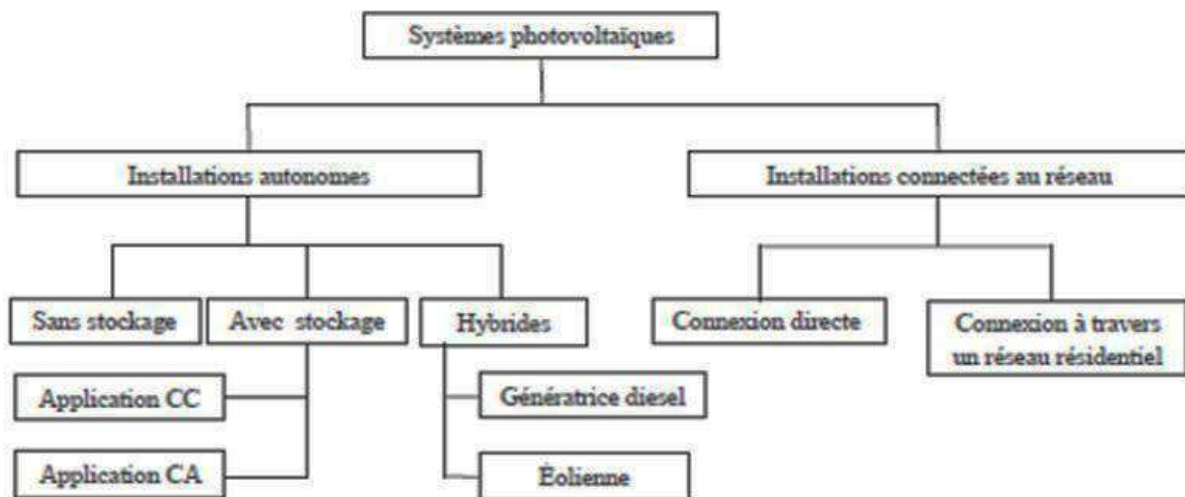 Systèmes photovoltaïques
Installations autonomes
Installations connectées au réseau
Sans stockage
Avec stockage
Hybrides
Connexion directe
Connexion à travers
un réseau résidentiel
Application CC
Génératrice diesel
Application CA
Éolienne